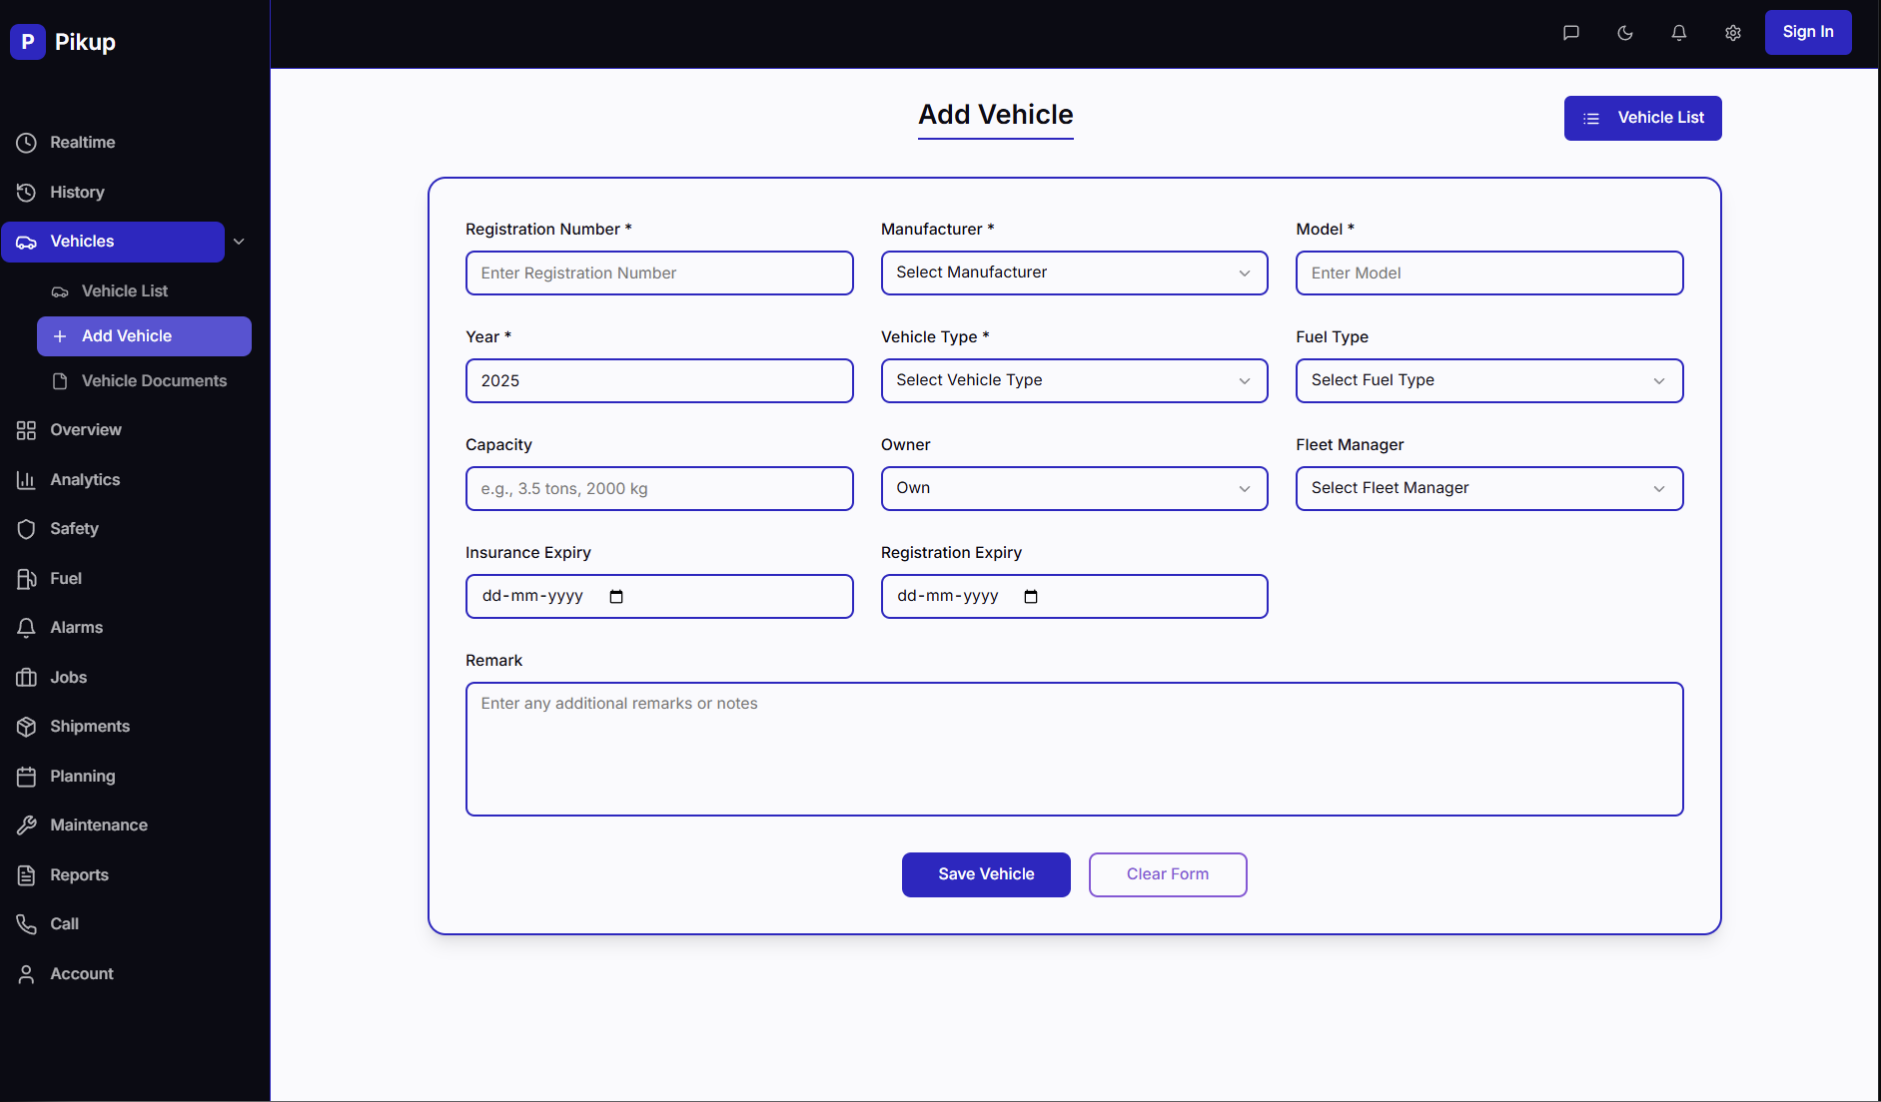 P Pikup
Sign In
Realtime
History
Vehicles
Vehicle List
Add Vehicle
Vehicle Documents
Overview
Analytics
Safety
Fuel
Alarms
Jobs
Shipments
Planning
Maintenance
Reports
Call
Account
Add Vehicle
Vehicle List
Registration Number * Manufacturer * Model *
Enter Registration Number Select Manufacturer Enter Model
Year * Vehicle Type * Fuel Type
2025 Select Vehicle Type Select Fuel Type
Capacity Owner Fleet Manager
e.g., 3.5 tons, 2000 kg Own Select Fleet Manager
Insurance Expiry Registration Expiry
dd-mm-yyyy dd-mm-yyyy
Remark
Enter any additional remarks or notes
Save Vehicle Clear Form